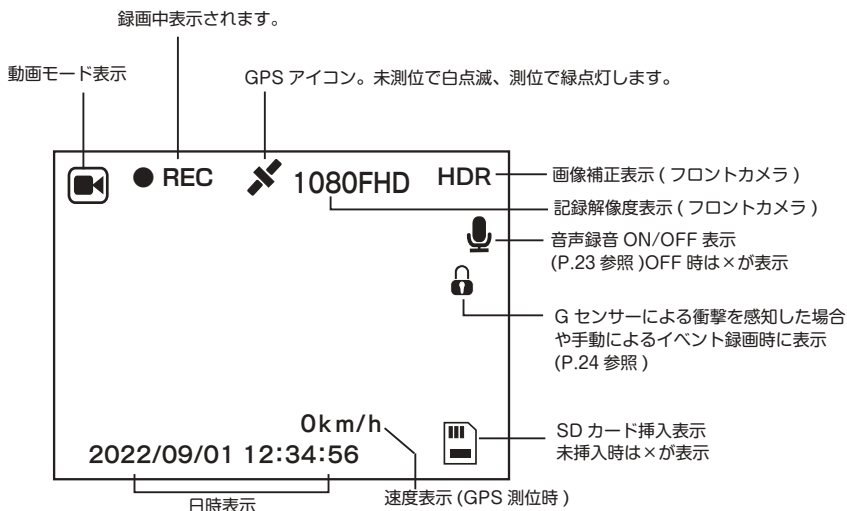 録画中表示されます。
動画モード表示
GPS アイコン。未測位で白点滅、測位で緑点灯します。
● REC
1080FHD
HDR
画像補正表示 ( フロントカメラ )
記録解像度表示 ( フロントカメラ )
音声録音 ON/OFF 表示
(P.23 参照 )OFF 時は×が表示
G センサーによる衝撃を感知した場合
や手動によるイベント録画時に表示
(P.24 参照 )
0km/h
2022/09/01 12:34:56
SD カード挿入表示
未挿入時は×が表示
日時表示
速度表示 (GPS 測位時 )